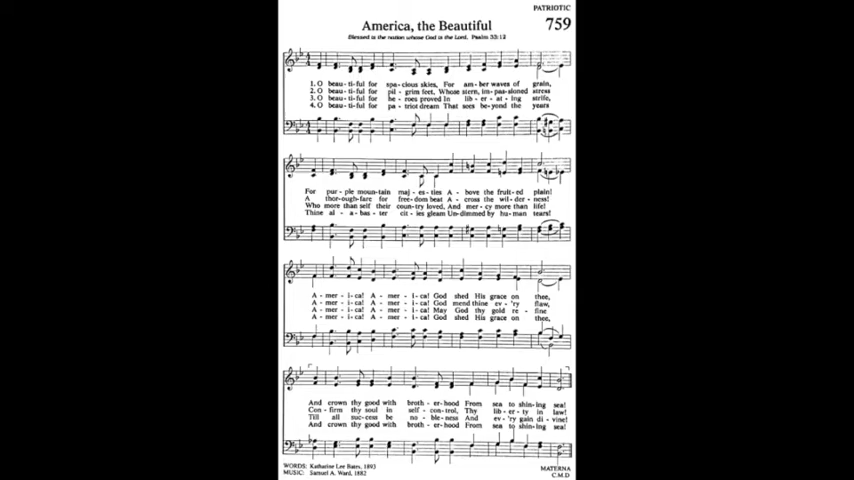 PATRIOTIC
America, the Beautiful 759
Blessed is the nation whose God is the Lord. Psalm 33:12
1. O beau-ti-ful for spa-cious skies, For am-ber waves of grain,
2. O beau-ti-ful for pil-grim feet, Whose stern, im-pas-sioned stress
3. O beau-ti-ful for he-roes proved In lib-er-at-ing strife,
4. O beau-ti-ful for pa-triot dream That sees be-yond the years
For pur-ple moun-tain maj-es-ties A-bove the fruit-ed plain!
A thor-ough-fare for free-dom beat A-cross the wil-der-ness!
Who more than self their coun-try loved, And mer-cy more than life!
Thine al-a-bas-ter cit-ies gleam Un-dimmed by hu-man tears!
A-mer-i-ca! A-mer-i-ca! God shed His grace on thee,
A-mer-i-ca! A-mer-i-ca! God mend thine ev-'ry flaw,
A-mer-i-ca! A-mer-i-ca! May God thy gold re-fine
A-mer-i-ca! A-mer-i-ca! God shed His grace on thee,
And crown thy good with broth-er-hood From sea to shin-ing sea!
Con-firm thy soul in self-con-trol, Thy lib-er-ty in law!
Till all suc-cess be no-ble-ness And ev-'ry gain di-vine!
And crown thy good with broth-er-hood From sea to shin-ing sea!
WORDS: Katharine Lee Bates, 1893
MUSIC: Samuel A. Ward, 1882
MATERNA
C.M.D